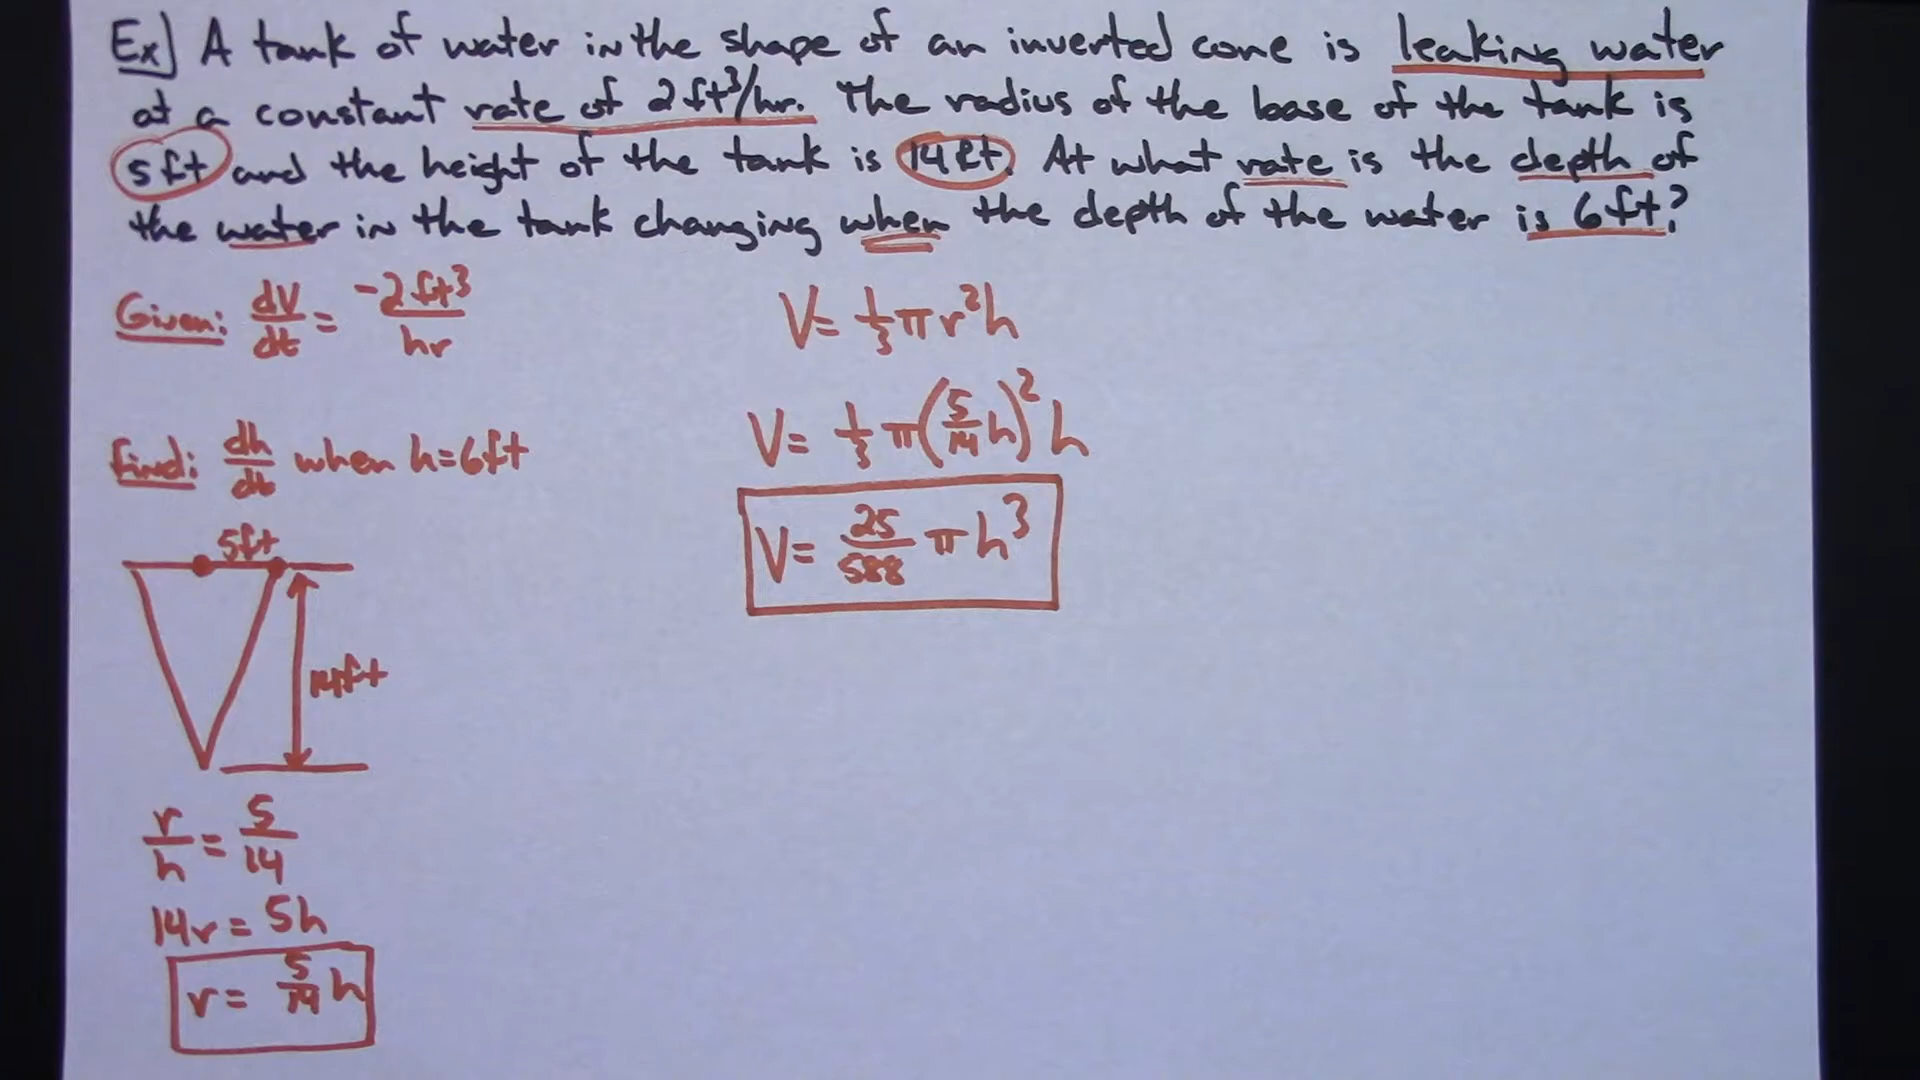 Ex] A tank of water in the shape of an inverted cone is leaking water
at a constant rate of 2ft³/hr. The radius of the base of the tank is
5ft and the height of the tank is 14ft. At what rate is the depth of
the water in the tank changing when the depth of the water is 6ft?
Given: dV/dt = -2ft³/hr
Find: dh/dt when h=6ft
5ft
14ft
r/h = 5/14
14r = 5h
r = 5/14 h
V= 1/3 π r²h
V= 1/3 π (5/14 h)² h
V= 25/588 π h³